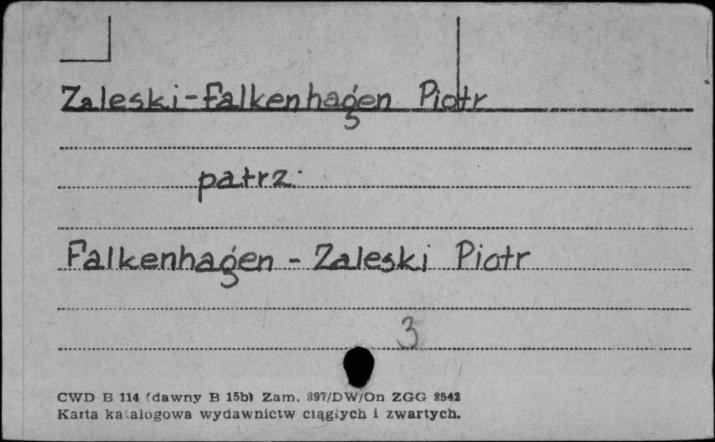 Zaleski-Falkenhagen Piotr
patrz:
Falkenhagen - Zaleski Piotr
3
CWD B 114 (dawny B 15b) Zam. 397/DW/On ZGG 2542
Karta katalogowa wydawnictw ciągłych i zwartych.